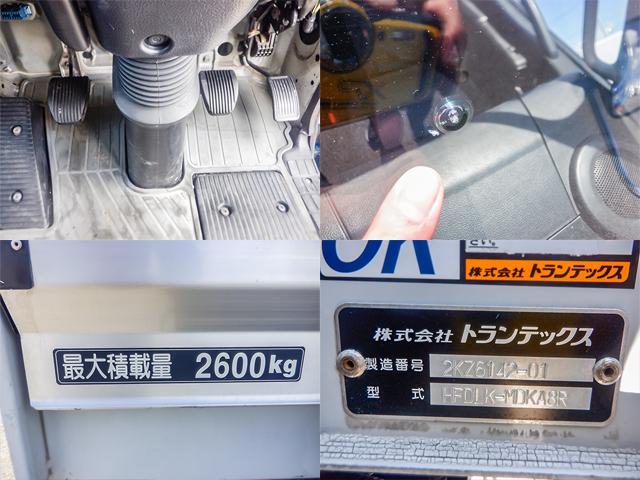 最大積載量 2600kg
OK
株式会社 トランテックス
株式会社 トランテックス
製造番号 2KZ6142-01
型式 HFDLK-MDKA8R